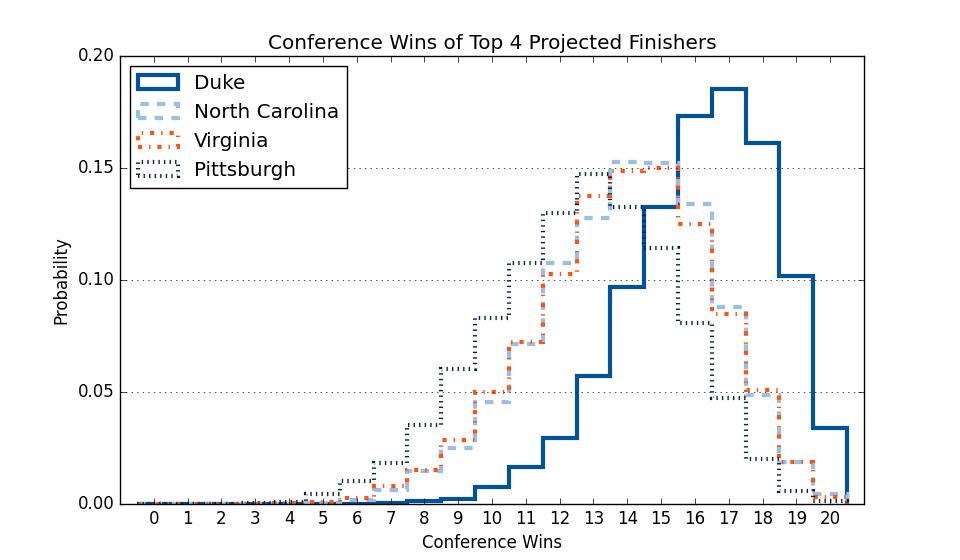 Conference Wins of Top 4 Projected Finishers
0.20
0.15
0.10
0.05
0.00
Probability
Duke
North Carolina
Virginia
Pittsburgh
0 1 2 3 4 5 6 7 8 9 10 11 12 13 14 15 16 17 18 19 20
Conference Wins